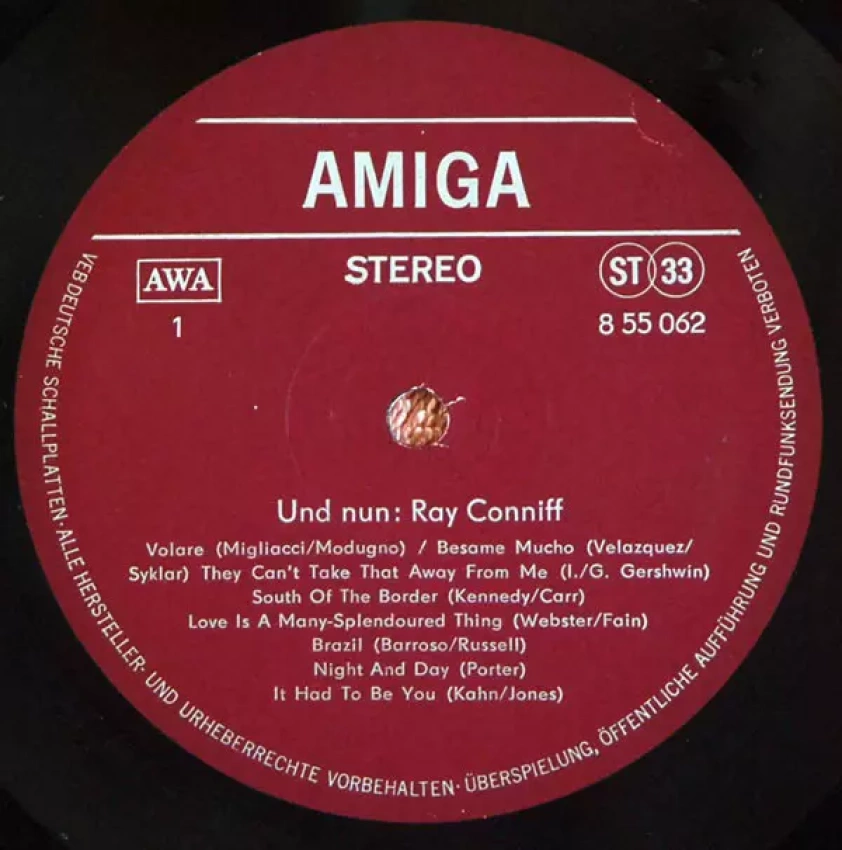 AMIGA
AWA
STEREO
ST 33
1
8 55 062
Und nun: Ray Conniff
Volare (Migliacci/Modugno) / Besame Mucho (Velazquez/
Syklar) They Can't Take That Away From Me (I./G. Gershwin)
South Of The Border (Kennedy/Carr)
Love Is A Many-Splendoured Thing (Webster/Fain)
Brazil (Barroso/Russell)
Night And Day (Porter)
It Had To Be You (Kahn/Jones)
VEB DEUTSCHE SCHALLPLATTEN · ALLE HERSTELLER- UND URHEBERRECHTE VORBEHALTEN · ÜBERSPIELUNG, ÖFFENTLICHE AUFFÜHRUNG UND RUNDFUNKSENDUNG VERBOTEN